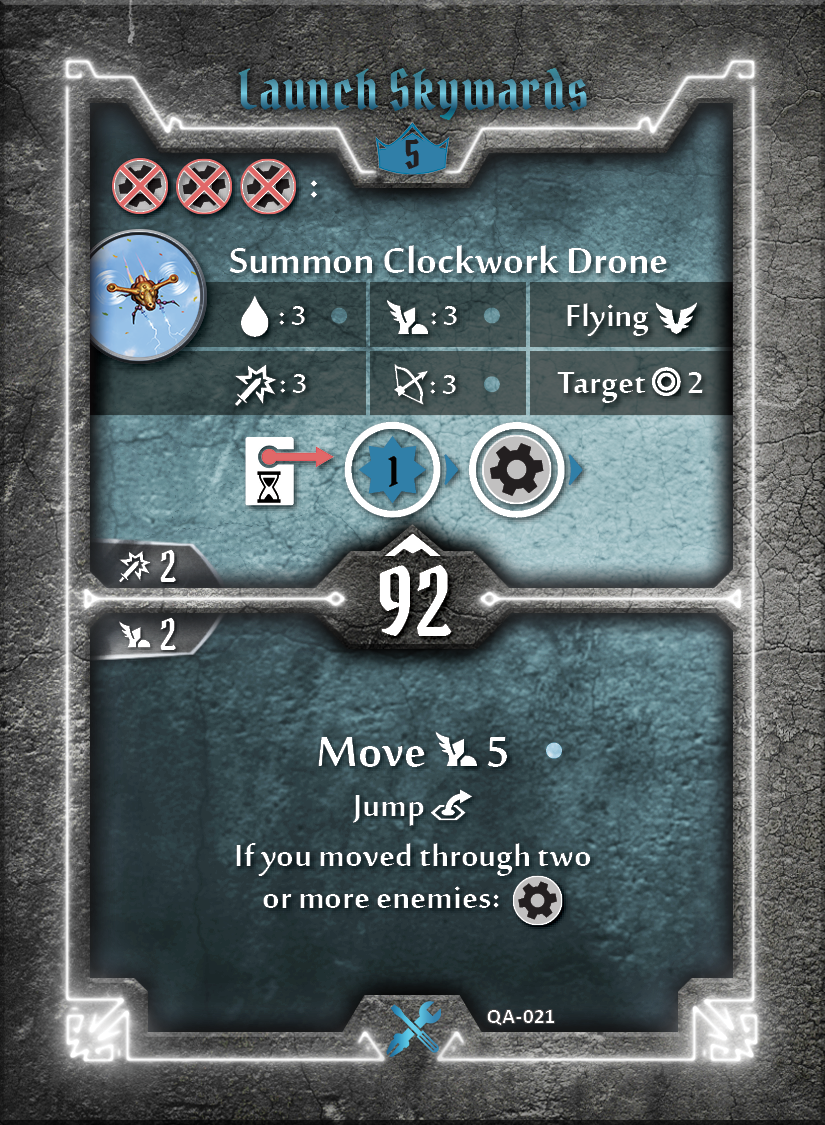 Launch Skywards
5
:
Summon Clockwork Drone
: 3 : 3 Flying
: 3 : 3 Target 2
1
2
92
2
Move 5
Jump
If you moved through two
or more enemies:
QA-021